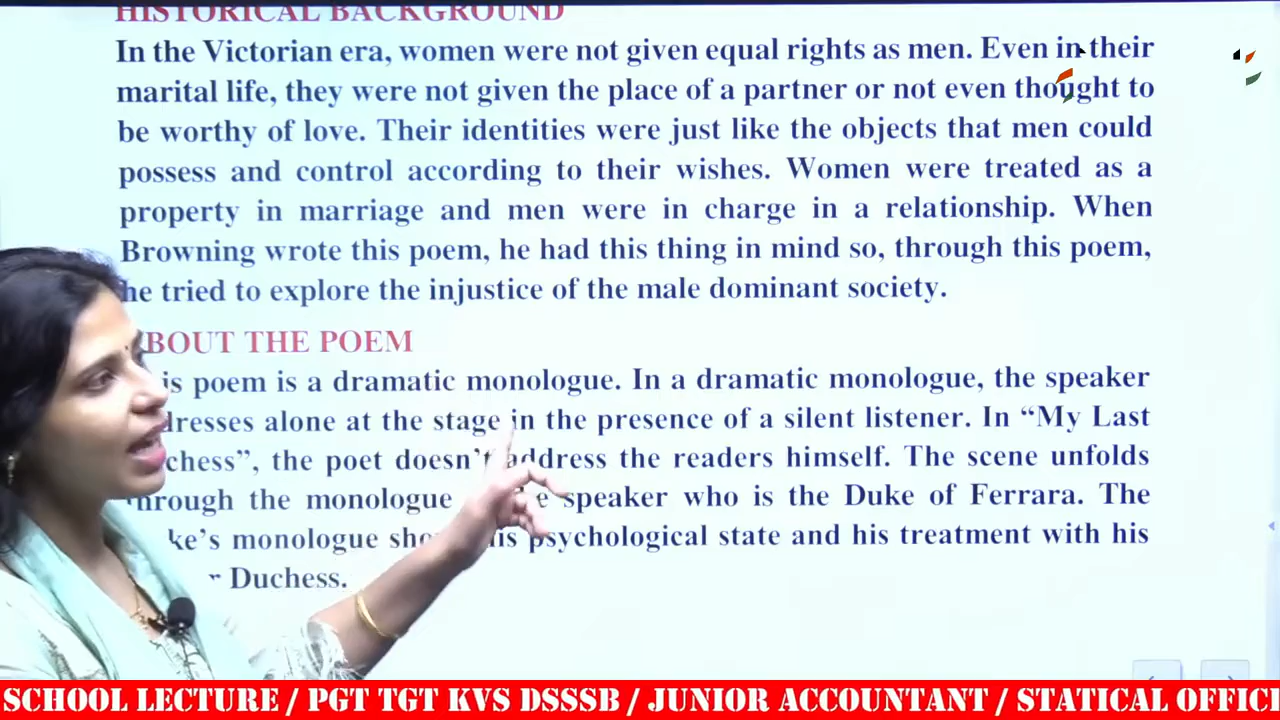 HISTORICAL BACKGROUND
In the Victorian era, women were not given equal rights as men. Even in their
marital life, they were not given the place of a partner or not even thought to
be worthy of love. Their identities were just like the objects that men could
possess and control according to their wishes. Women were treated as a
property in marriage and men were in charge in a relationship. When
Browning wrote this poem, he had this thing in mind so, through this poem,
he tried to explore the injustice of the male dominant society.
BOUT THE POEM
is poem is a dramatic monologue. In a dramatic monologue, the speaker
dresses alone at the stage in the presence of a silent listener. In “My Last
chess”, the poet doesn’t address the readers himself. The scene unfolds
through the monologue speaker who is the Duke of Ferrara. The
ke’s monologue his psychological state and his treatment with his
Duchess.
SCHOOL LECTURE / PGT TGT KVS DSSSB / JUNIOR ACCOUNTANT / STATICAL OFFICE